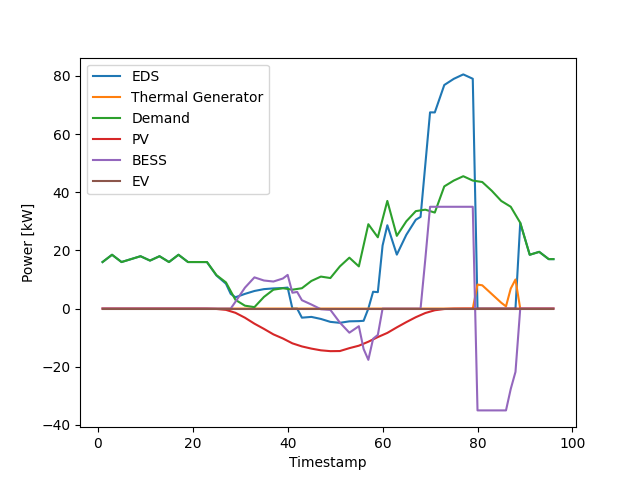 EDS
Thermal Generator
Demand
PV
BESS
EV
Power [kW]
80
60
40
20
0
−20
−40
0 20 40 60 80 100
Timestamp